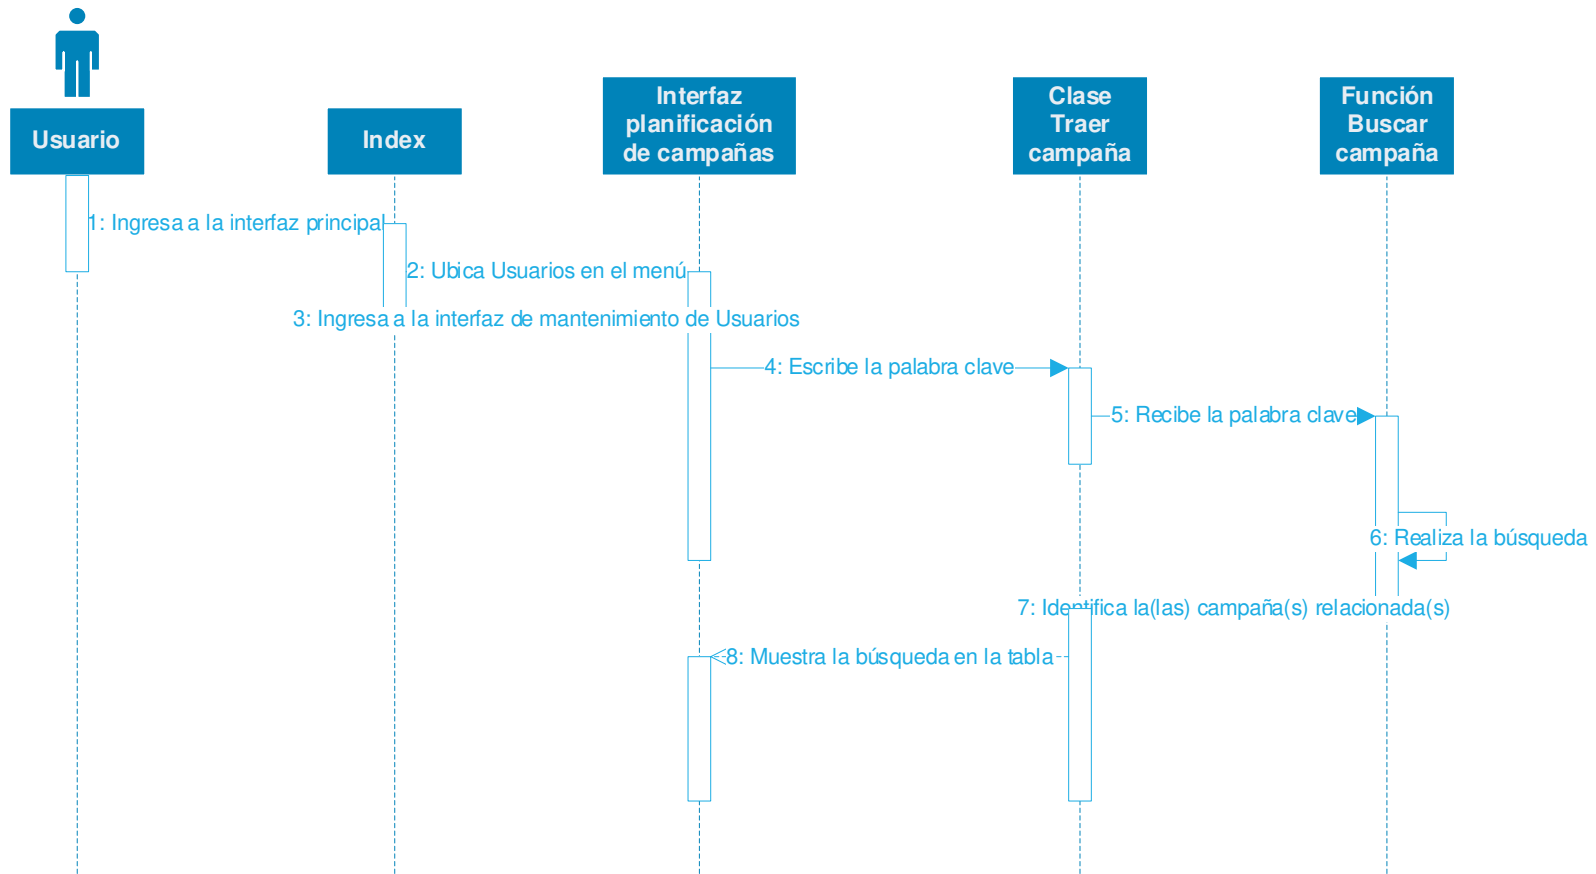 Usuario
Index
Interfaz
planificación
de campañas
Clase
Traer
campaña
Función
Buscar
campaña
1: Ingresa a la interfaz principal
2: Ubica Usuarios en el menú
3: Ingresa a la interfaz de mantenimiento de Usuarios
4: Escribe la palabra clave
5: Recibe la palabra clave
6: Realiza la búsqueda
7: Identifica la(las) campaña(s) relacionada(s)
8: Muestra la búsqueda en la tabla